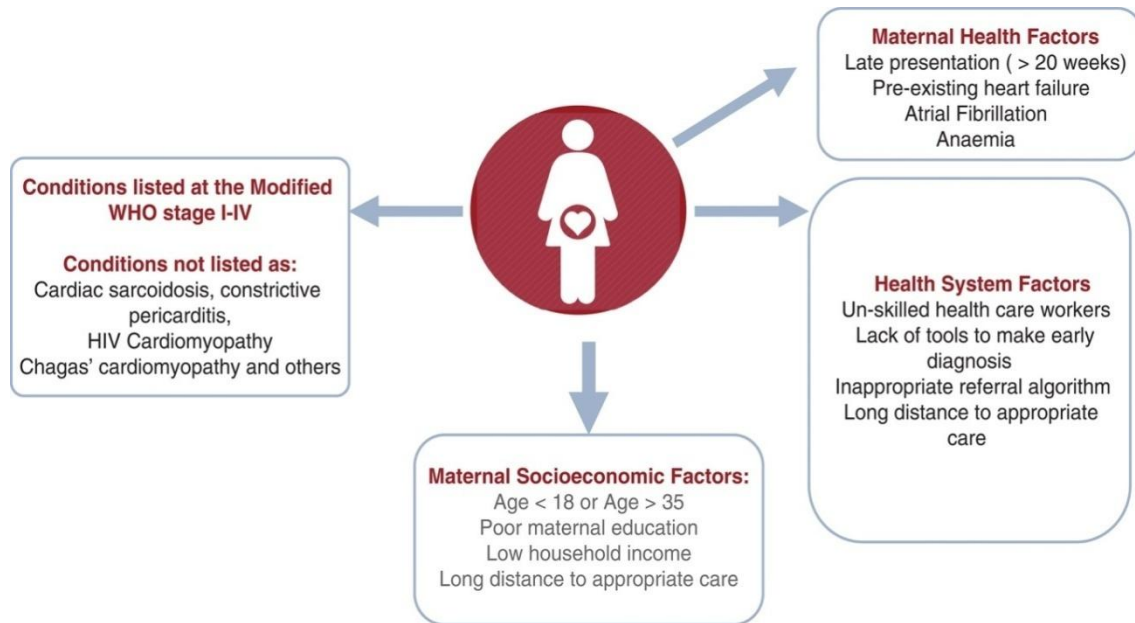 Maternal Health Factors
Late presentation ( > 20 weeks)
Pre-existing heart failure
Atrial Fibrillation
Anaemia
Conditions listed at the Modified
WHO stage I-IV
Conditions not listed as:
Cardiac sarcoidosis, constrictive
pericarditis,
HIV Cardiomyopathy
Chagas’ cardiomyopathy and others
Health System Factors
Un-skilled health care workers
Lack of tools to make early
diagnosis
Inappropriate referral algorithm
Long distance to appropriate
care
Maternal Socioeconomic Factors:
Age < 18 or Age > 35
Poor maternal education
Low household income
Long distance to appropriate care